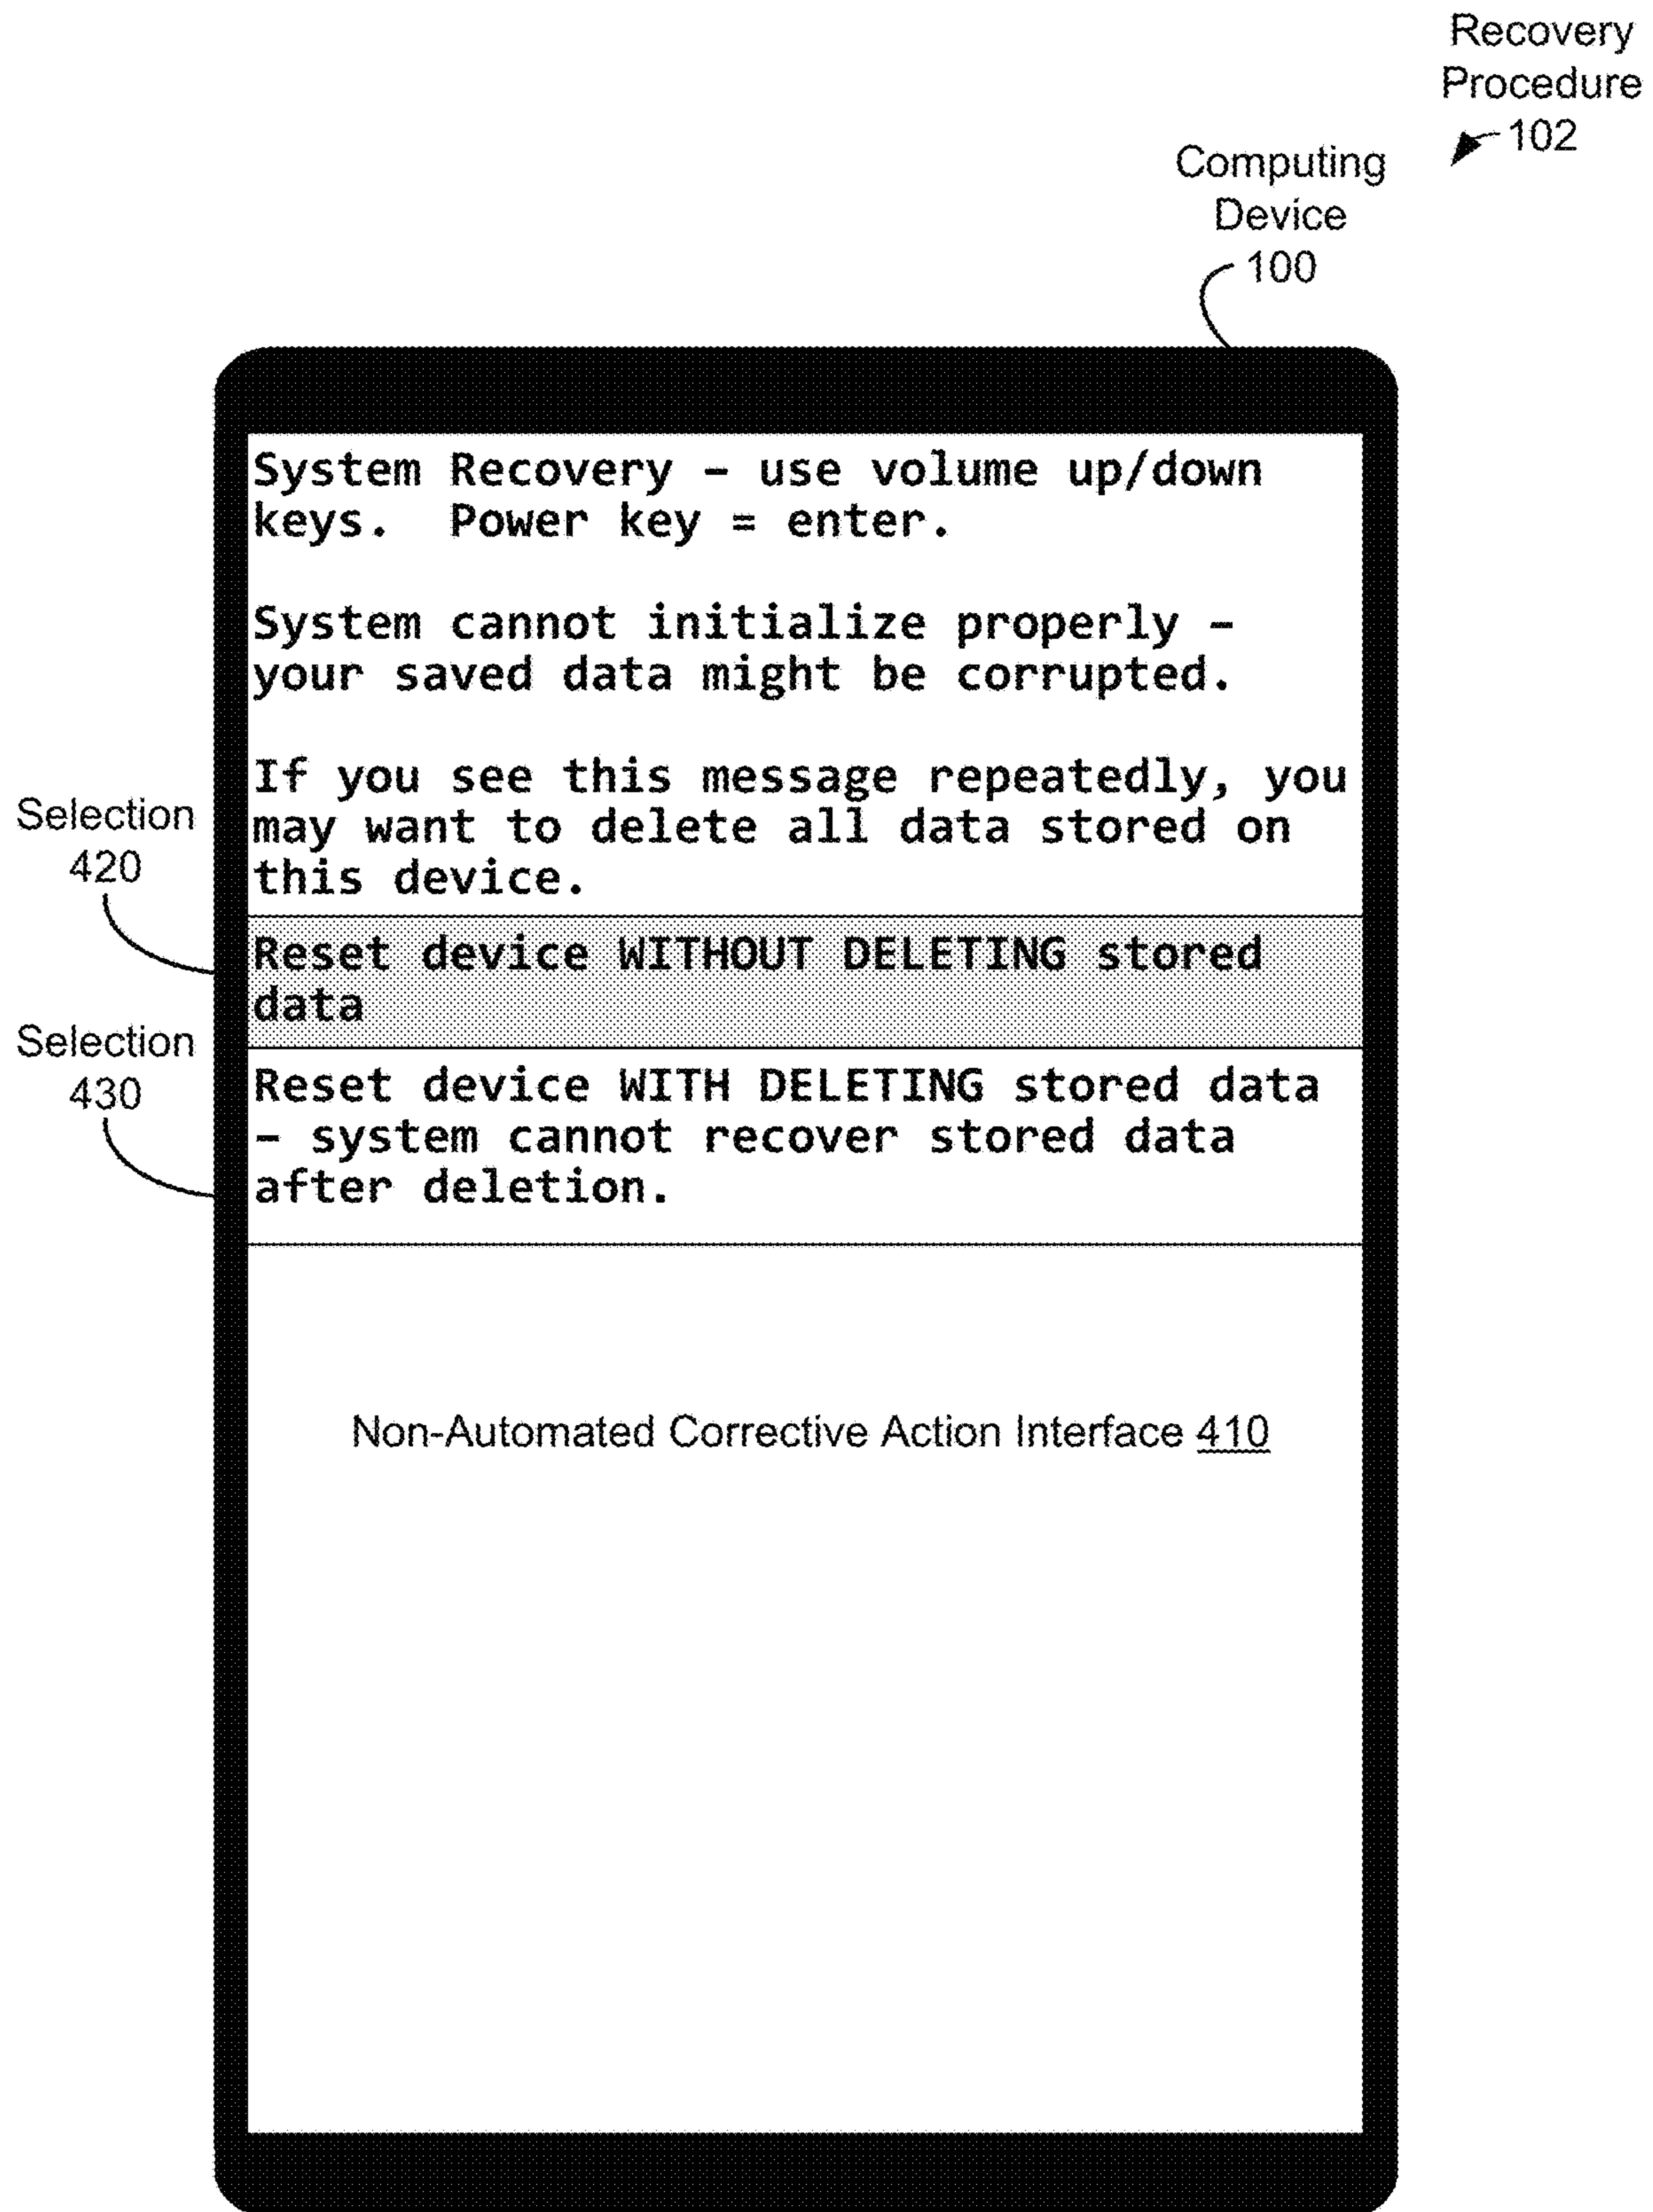 Recovery
Procedure
102
Computing
Device
100
System Recovery – use volume up/down
keys.  Power key = enter.
System cannot initialize properly –
your saved data might be corrupted.
If you see this message repeatedly, you
may want to delete all data stored on
this device.
Selection
420
Reset device WITHOUT DELETING stored
data
Selection
430
Reset device WITH DELETING stored data
– system cannot recover stored data
after deletion.
Non-Automated Corrective Action Interface 410